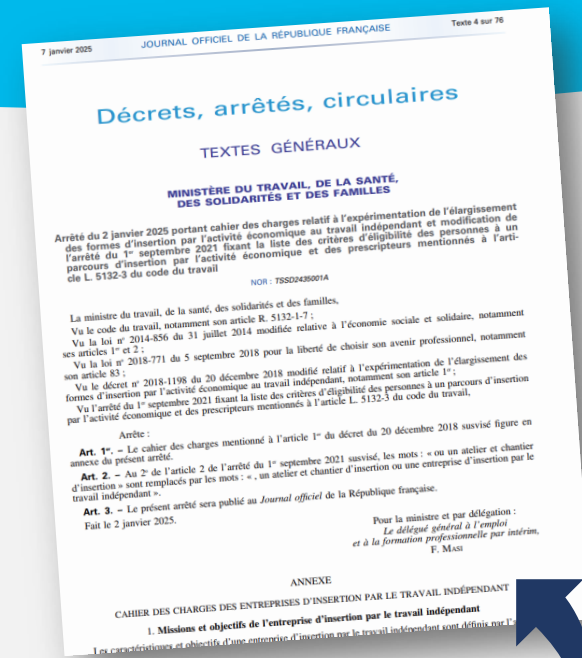 7 janvier 2025
JOURNAL OFFICIEL DE LA RÉPUBLIQUE FRANÇAISE
Texte 4 sur 76
Décrets, arrêtés, circulaires
TEXTES GÉNÉRAUX
MINISTÈRE DU TRAVAIL, DE LA SANTÉ,
DES SOLIDARITÉS ET DES FAMILLES
Arrêté du 2 janvier 2025 portant cahier des charges relatif à l'expérimentation de l'élargissement
des formes d'insertion par l'activité économique au travail indépendant et modification de
l'arrêté du 1er septembre 2021 fixant la liste des critères d'éligibilité des personnes à un
parcours d'insertion par l'activité économique et des prescripteurs mentionnés à l'arti-
cle L. 5132-3 du code du travail
NOR : TSSD2435001A
La ministre du travail, de la santé, des solidarités et des familles,
Vu le code du travail, notamment son article R. 5132-1-7 ;
Vu la loi n° 2014-856 du 31 juillet 2014 modifiée relative à l'économie sociale et solidaire, notamment
ses articles 1er et 2 ;
Vu la loi n° 2018-771 du 5 septembre 2018 pour la liberté de choisir son avenir professionnel, notamment
son article 83 ;
Vu le décret n° 2018-1198 du 20 décembre 2018 modifié relatif à l'expérimentation de l'élargissement des
formes d'insertion par l'activité économique au travail indépendant, notamment son article 1er ;
Vu l'arrêté du 1er septembre 2021 fixant la liste des critères d'éligibilité des personnes à un parcours d'insertion
par l'activité économique et des prescripteurs mentionnés à l'article L. 5132-3 du code du travail,
Arrête :
Art. 1er. – Le cahier des charges mentionné à l'article 1er du décret du 20 décembre 2018 susvisé figure en
annexe du présent arrêté.
Art. 2. – Au 2° de l'article 2 de l'arrêté du 1er septembre 2021 susvisé, les mots : « ou un atelier et chantier
d'insertion » sont remplacés par les mots : « , un atelier et chantier d'insertion ou une entreprise d'insertion par le
travail indépendant ».
Art. 3. – Le présent arrêté sera publié au Journal officiel de la République française.
Fait le 2 janvier 2025.
Pour la ministre et par délégation :
Le délégué général à l'emploi
et à la formation professionnelle par intérim,
F. MASI
ANNEXE
CAHIER DES CHARGES DES ENTREPRISES D'INSERTION PAR LE TRAVAIL INDÉPENDANT
1. Missions et objectifs de l'entreprise d'insertion par le travail indépendant
Les caractéristiques et objectifs d'une entreprise d'insertion par le travail indépendant sont définis par